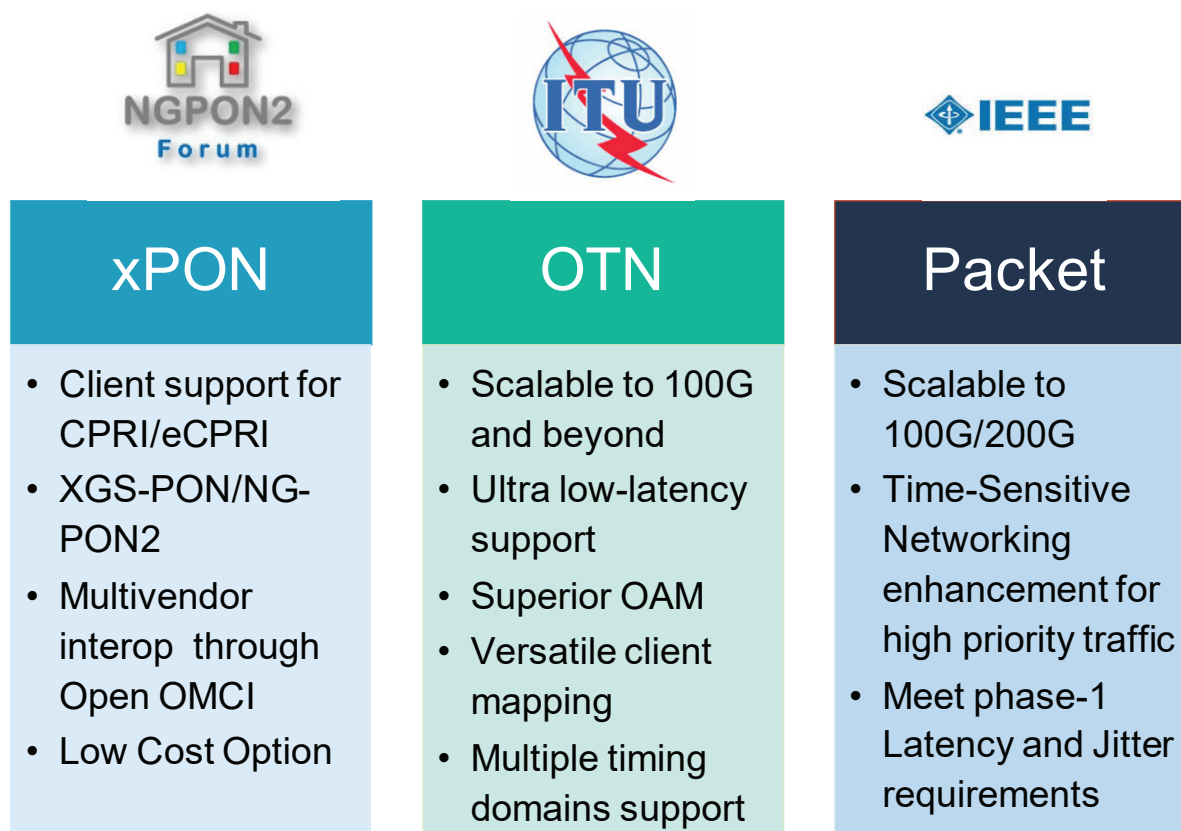 NGPON2
Forum
ITU
IEEE
xPON
• Client support for
CPRI/eCPRI
• XGS-PON/NG-
PON2
• Multivendor
interop through
Open OMCI
• Low Cost Option
OTN
• Scalable to 100G
and beyond
• Ultra low-latency
support
• Superior OAM
• Versatile client
mapping
• Multiple timing
domains support
Packet
• Scalable to
100G/200G
• Time-Sensitive
Networking
enhancement for
high priority traffic
• Meet phase-1
Latency and Jitter
requirements